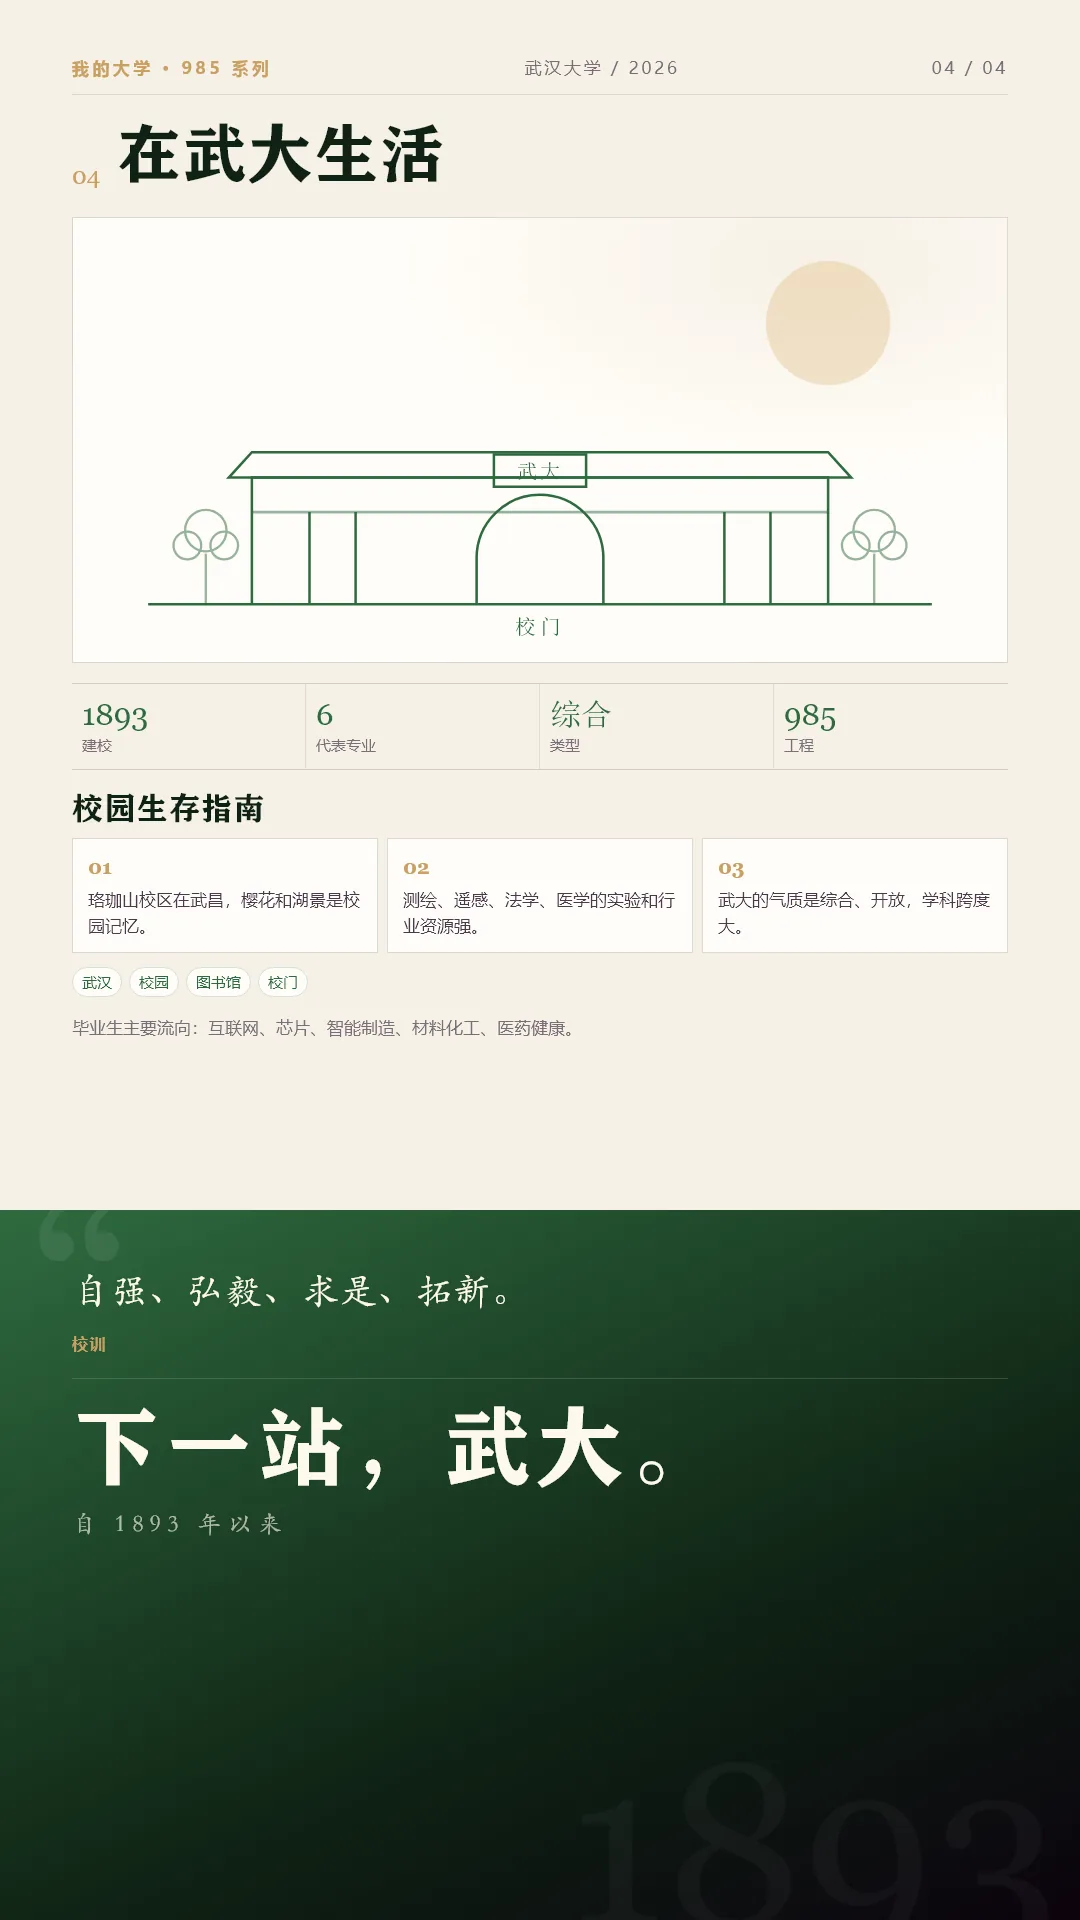 我的大学 · 985 系列
武汉大学 / 2026
04 / 04
04 在武大生活
武大
校门
1893
建校
6
代表专业
综合
类型
985
工程
校园生存指南
01
珞珈山校区在武昌，樱花和湖景是校
园记忆。
02
测绘、遥感、法学、医学的实验和行
业资源强。
03
武大的气质是综合、开放，学科跨度
大。
武汉
校园
图书馆
校门
毕业生主要流向：互联网、芯片、智能制造、材料化工、医药健康。
“
自强、弘毅、求是、拓新。
校训
下一站，武大。
自 1893 年以来
1893